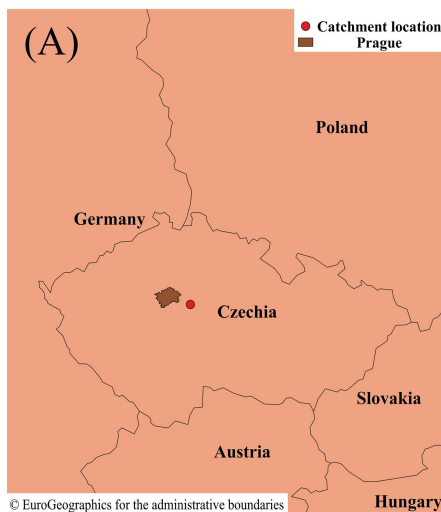 (A)
Catchment location
Prague
Poland
Germany
Czechia
Slovakia
Austria
Hungary
© EuroGeographics for the administrative boundaries